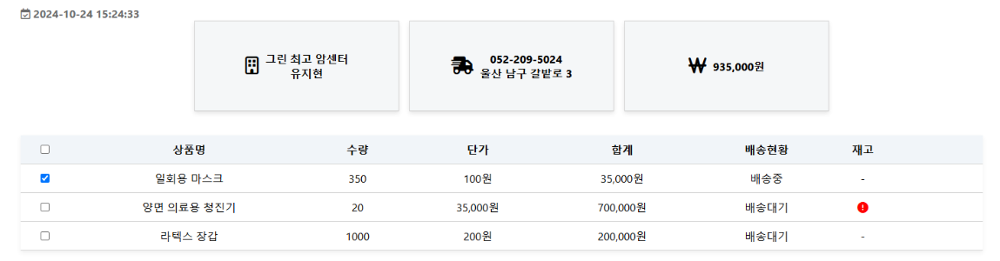 2024-10-24 15:24:33
그린 최고 암센터
유지현
052-209-5024
울산 남구 갈밭로 3
₩ 935,000원
상품명 수량 단가 합계 배송현황 재고
일회용 마스크 350 100원 35,000원 배송중 -
양면 의료용 청진기 20 35,000원 700,000원 배송대기
라텍스 장갑 1000 200원 200,000원 배송대기 -